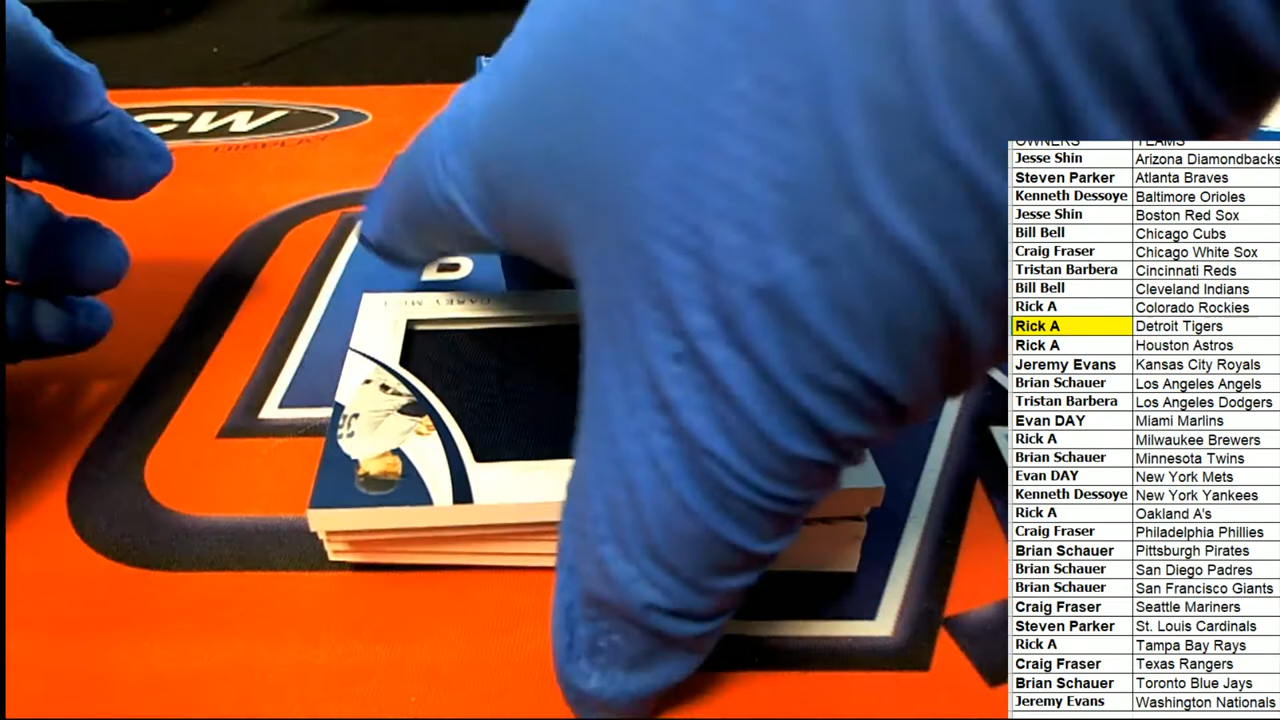 CW
DISPLAY
OWNERS TEAMS
Jesse Shin Arizona Diamondbacks
Steven Parker Atlanta Braves
Kenneth Dessoye Baltimore Orioles
Jesse Shin Boston Red Sox
Bill Bell Chicago Cubs
Craig Fraser Chicago White Sox
Tristan Barbera Cincinnati Reds
Bill Bell Cleveland Indians
Rick A Colorado Rockies
Rick A Detroit Tigers
Rick A Houston Astros
Jeremy Evans Kansas City Royals
Brian Schauer Los Angeles Angels
Tristan Barbera Los Angeles Dodgers
Evan DAY Miami Marlins
Rick A Milwaukee Brewers
Brian Schauer Minnesota Twins
Evan DAY New York Mets
Kenneth Dessoye New York Yankees
Rick A Oakland A's
Craig Fraser Philadelphia Phillies
Brian Schauer Pittsburgh Pirates
Brian Schauer San Diego Padres
Brian Schauer San Francisco Giants
Craig Fraser Seattle Mariners
Steven Parker St. Louis Cardinals
Rick A Tampa Bay Rays
Craig Fraser Texas Rangers
Brian Schauer Toronto Blue Jays
Jeremy Evans Washington Nationals